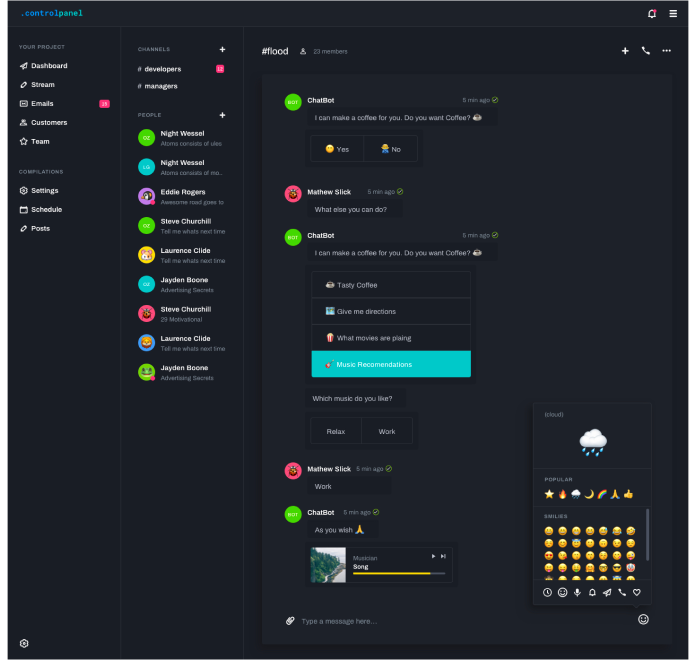 .controlpanel
YOUR PROJECT
Dashboard
Stream
Emails 15
Customers
Team
COMPILATIONS
Settings
Schedule
Posts
CHANNELS +
# developers 12
# managers
PEOPLE +
OZ
Night Wessel
Atoms consists of ules
LG
Night Wessel
Atoms consists of mo..
Eddie Rogers
Awesome road goes to
OZ
Steve Churchill
Tell me whats next time
Laurence Clide
Tell me whats next time
OZ
Jayden Boone
Advertising Secrets
Steve Churchill
29 Motivational
Laurence Clide
Tell me whats next time
Jayden Boone
Advertising Secrets
#flood 23 members
BOT
ChatBot 5 min ago
I can make a coffee for you. Do you want Coffee?
Yes No
Mathew Slick 5 min ago
What else you can do?
BOT
ChatBot 5 min ago
I can make a coffee for you. Do you want Coffee?
Tasty Coffee
Give me directions
What movies are plaing
Music Recomendations
Which music do you like?
Relax Work
Mathew Slick 5 min ago
Work
BOT
ChatBot 5 min ago
As you wish
Musician
Song
Type a message here...
(cloud)
POPULAR
SMILIES